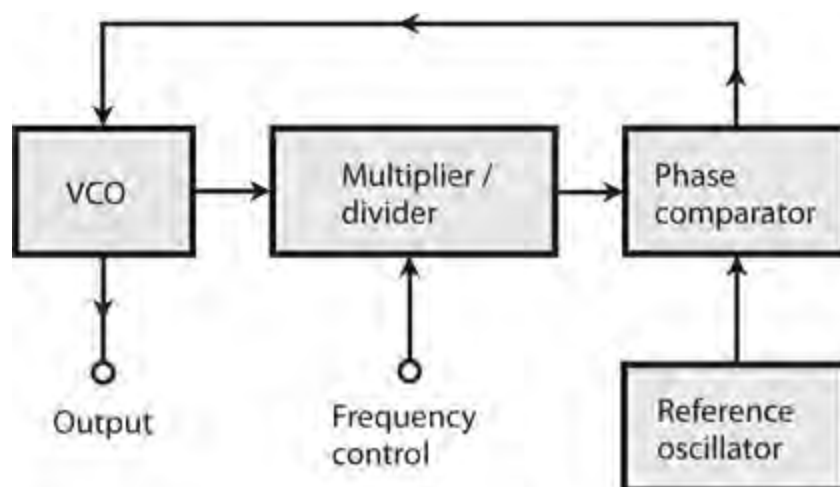 VCO
Multiplier /
divider
Phase
comparator
Output
Frequency
control
Reference
oscillator